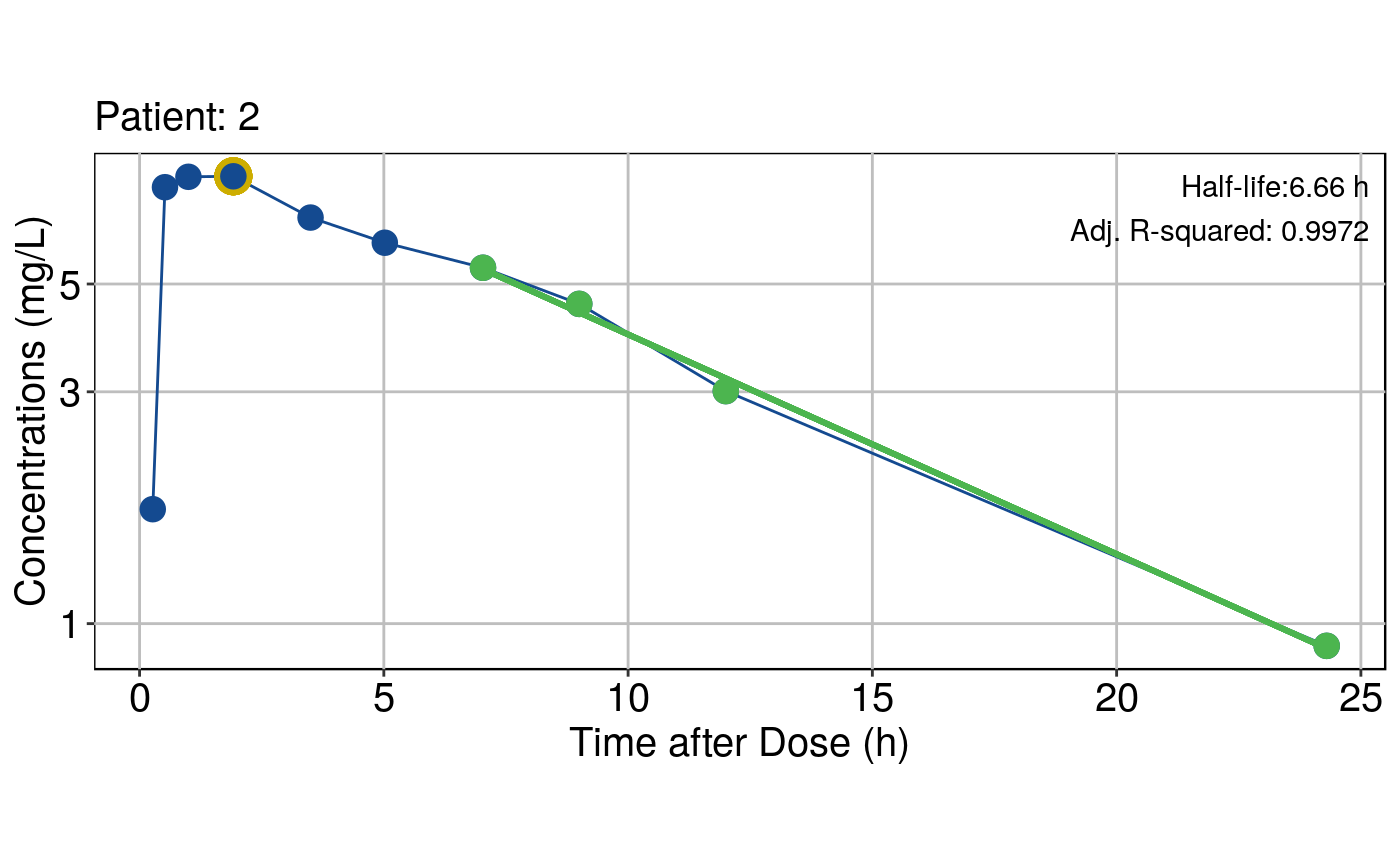 Patient: 2
Half-life:6.66 h
Adj. R-squared: 0.9972
Concentrations (mg/L)
5
3
1
0 5 10 15 20 25
Time after Dose (h)